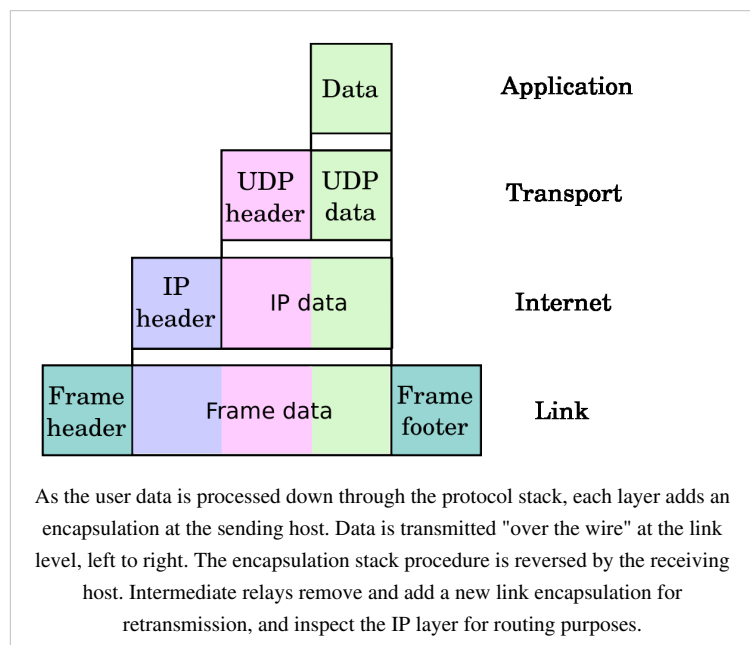 Data
Application
UDP
header
UDP
data
Transport
IP
header
IP data
Internet
Frame
header
Frame data
Frame
footer
Link
As the user data is processed down through the protocol stack, each layer adds an
encapsulation at the sending host. Data is transmitted "over the wire" at the link
level, left to right. The encapsulation stack procedure is reversed by the receiving
host. Intermediate relays remove and add a new link encapsulation for
retransmission, and inspect the IP layer for routing purposes.